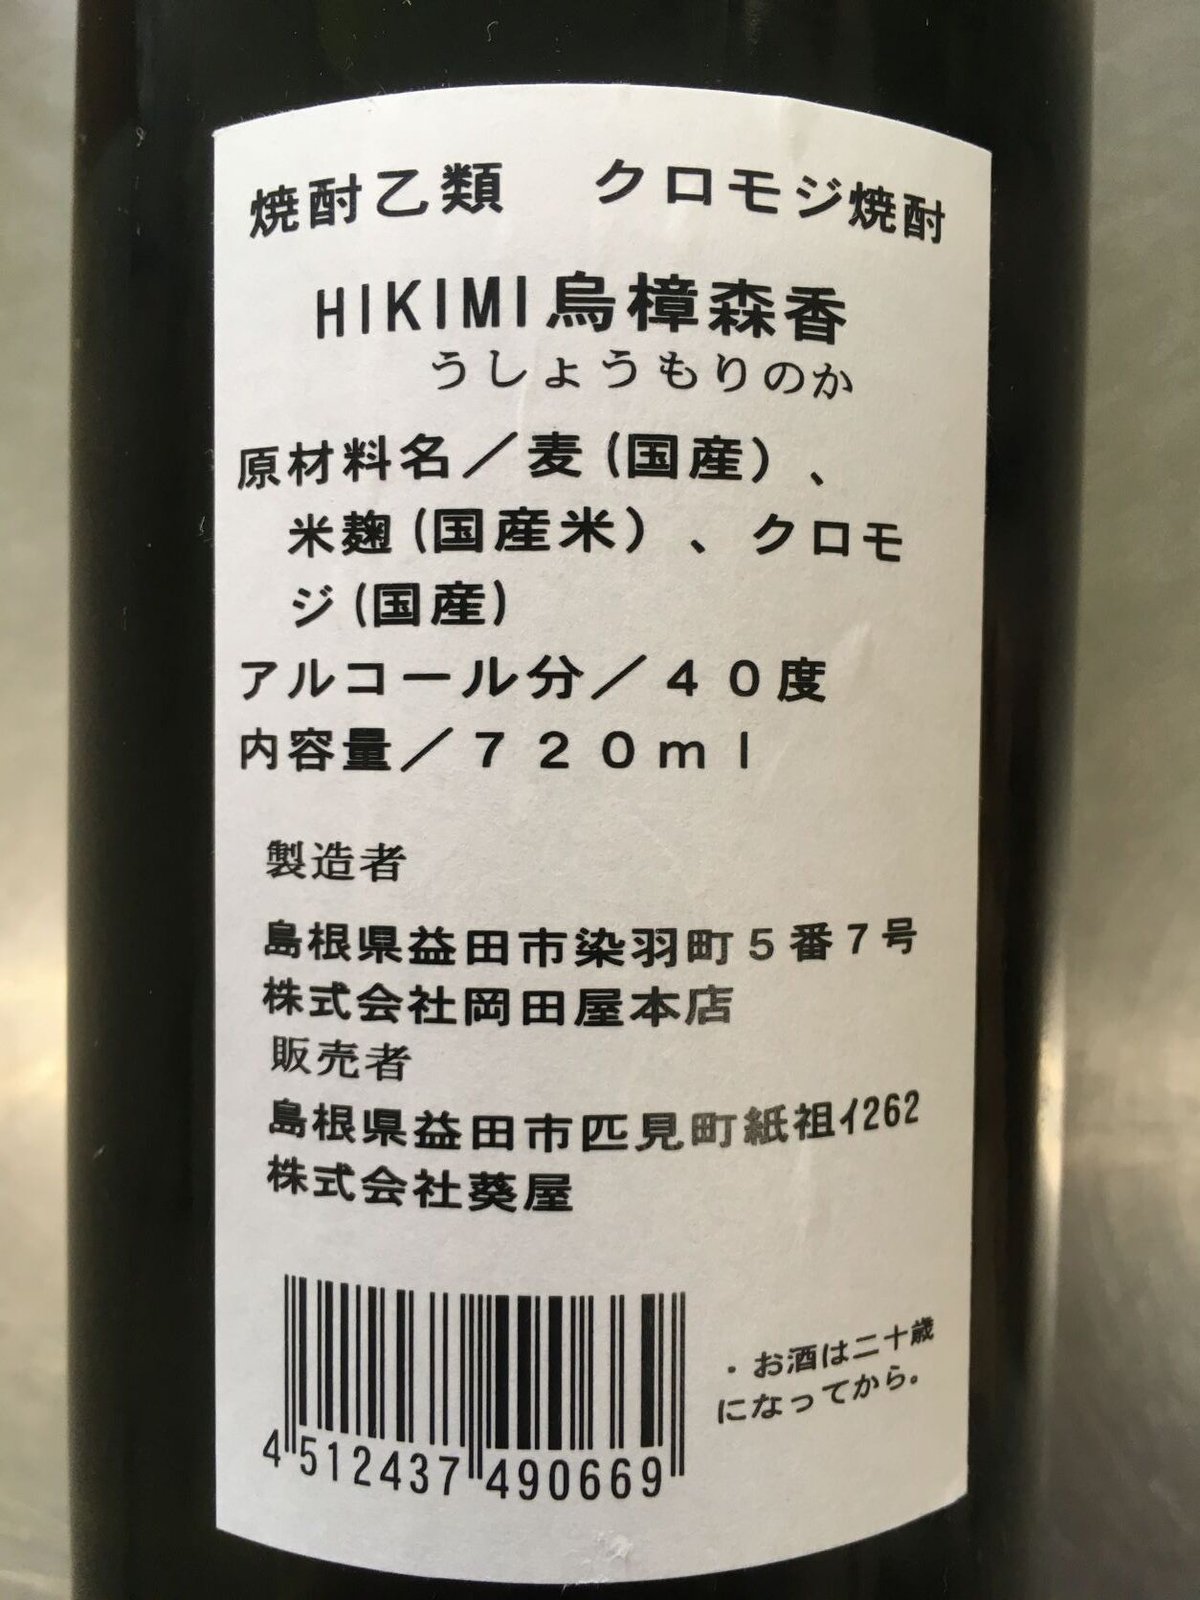 焼酎乙類　クロモジ焼酎
HIKIMI烏樟森香
うしょうもりのか
原材料名／麦(国産)、
米麹(国産米)、クロモ
ジ(国産)
アルコール分／４０度
内容量／７２０ｍｌ
製造者
島根県益田市染羽町５番７号
株式会社岡田屋本店
販売者
島根県益田市匹見町紙祖ｲ262
株式会社葵屋
・お酒は二十歳
になってから。
4 512437 490669